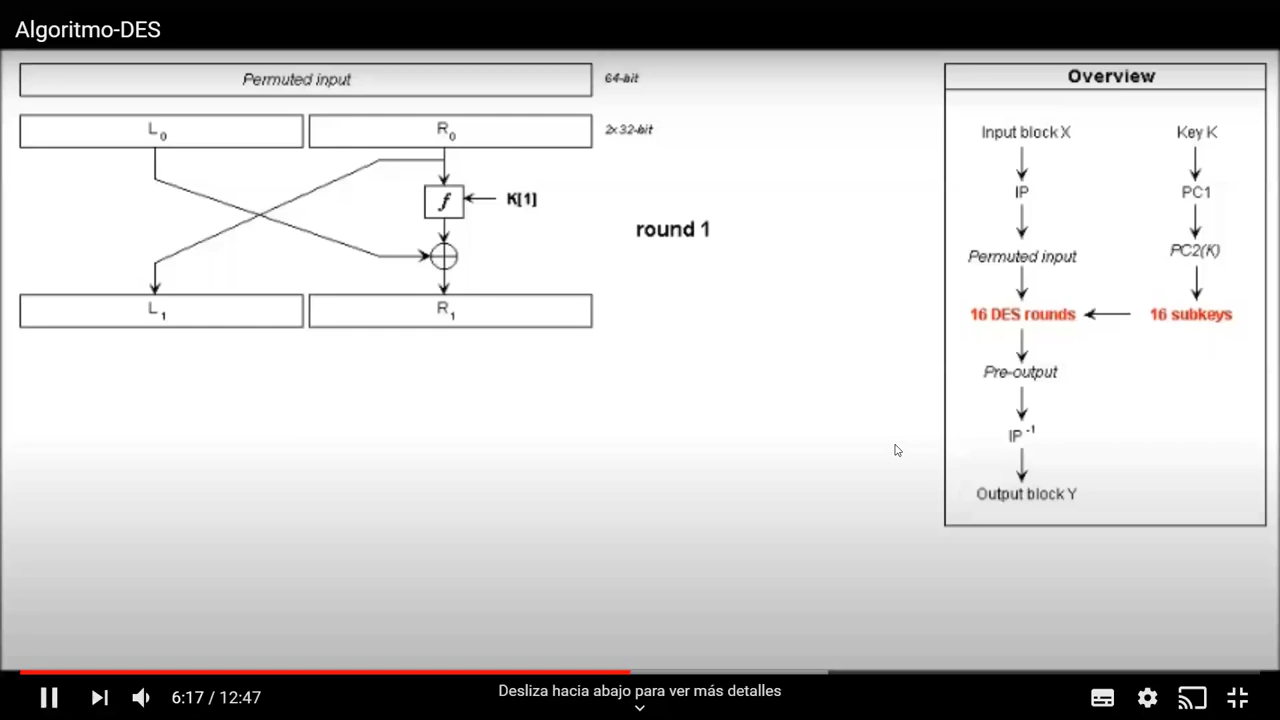 Algoritmo-DES
Permuted input 64-bit
L0 R0 2x32-bit
f K[1]
round 1
L1 R1
Overview
Input block X Key K
IP PC1
Permuted input PC2(K)
16 DES rounds 16 subkeys
Pre-output
IP -1
Output block Y
6:17 / 12:47
Desliza hacia abajo para ver más detalles